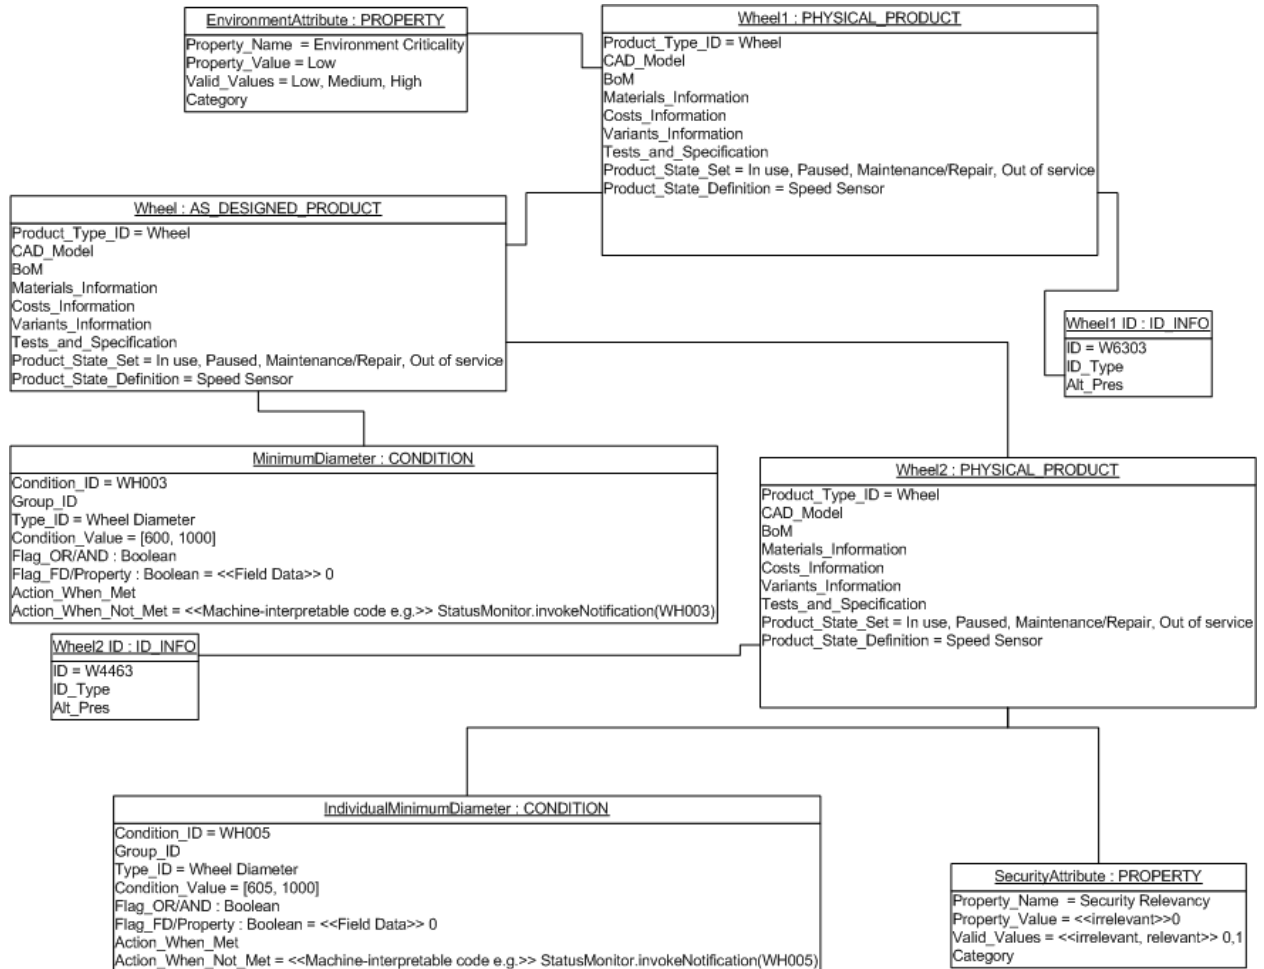 EnvironmentAttribute : PROPERTY
Property_Name  = Environment Criticality
Property_Value = Low
Valid_Values = Low, Medium, High
Category
Wheel1 : PHYSICAL_PRODUCT
Product_Type_ID = Wheel
CAD_Model
BoM
Materials_Information
Costs_Information
Variants_Information
Tests_and_Specification
Product_State_Set = In use, Paused, Maintenance/Repair, Out of service
Product_State_Definition = Speed Sensor
Wheel : AS_DESIGNED_PRODUCT
Product_Type_ID = Wheel
CAD_Model
BoM
Materials_Information
Costs_Information
Variants_Information
Tests_and_Specification
Product_State_Set = In use, Paused, Maintenance/Repair, Out of service
Product_State_Definition = Speed Sensor
Wheel1 ID : ID_INFO
ID = W6303
ID_Type
Alt_Pres
MinimumDiameter : CONDITION
Condition_ID = WH003
Group_ID
Type_ID = Wheel Diameter
Condition_Value = [600, 1000]
Flag_OR/AND : Boolean
Flag_FD/Property : Boolean = <<Field Data>> 0
Action_When_Met
Action_When_Not_Met = <<Machine-interpretable code e.g.>> StatusMonitor.invokeNotification(WH003)
Wheel2 : PHYSICAL_PRODUCT
Product_Type_ID = Wheel
CAD_Model
BoM
Materials_Information
Costs_Information
Variants_Information
Tests_and_Specification
Product_State_Set = In use, Paused, Maintenance/Repair, Out of service
Product_State_Definition = Speed Sensor
Wheel2 ID : ID_INFO
ID = W4463
ID_Type
Alt_Pres
IndividualMinimumDiameter : CONDITION
Condition_ID = WH005
Group_ID
Type_ID = Wheel Diameter
Condition_Value = [605, 1000]
Flag_OR/AND : Boolean
Flag_FD/Property : Boolean = <<Field Data>> 0
Action_When_Met
Action_When_Not_Met = <<Machine-interpretable code e.g.>> StatusMonitor.invokeNotification(WH005)
SecurityAttribute : PROPERTY
Property_Name  = Security Relevancy
Property_Value = <<irrelevant>>0
Valid_Values = <<irrelevant, relevant>> 0,1
Category